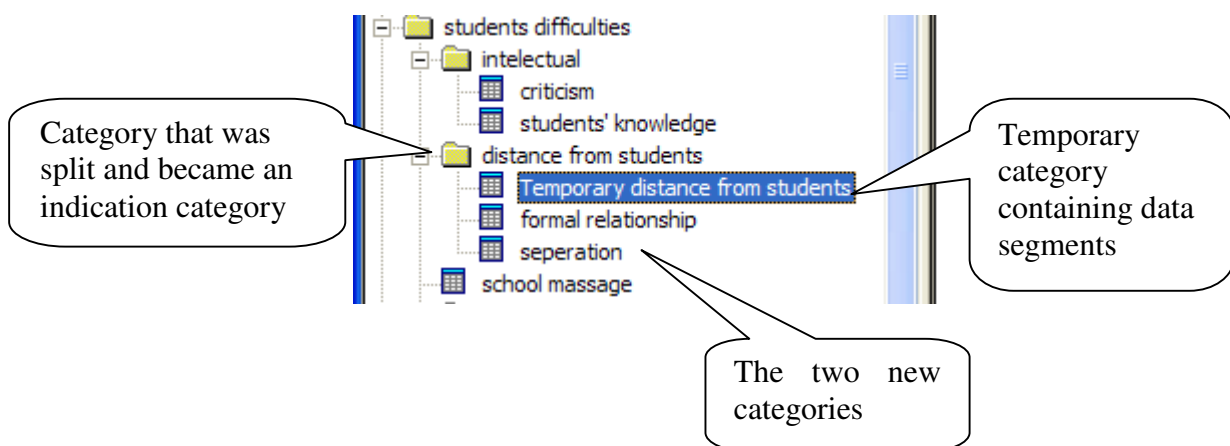 students difficulties
intelectual
criticism
students' knowledge
distance from students
Temporary distance from students
formal relationship
seperation
school massage
Category that was
split and became an
indication category
Temporary
category
containing data
segments
The two new
categories